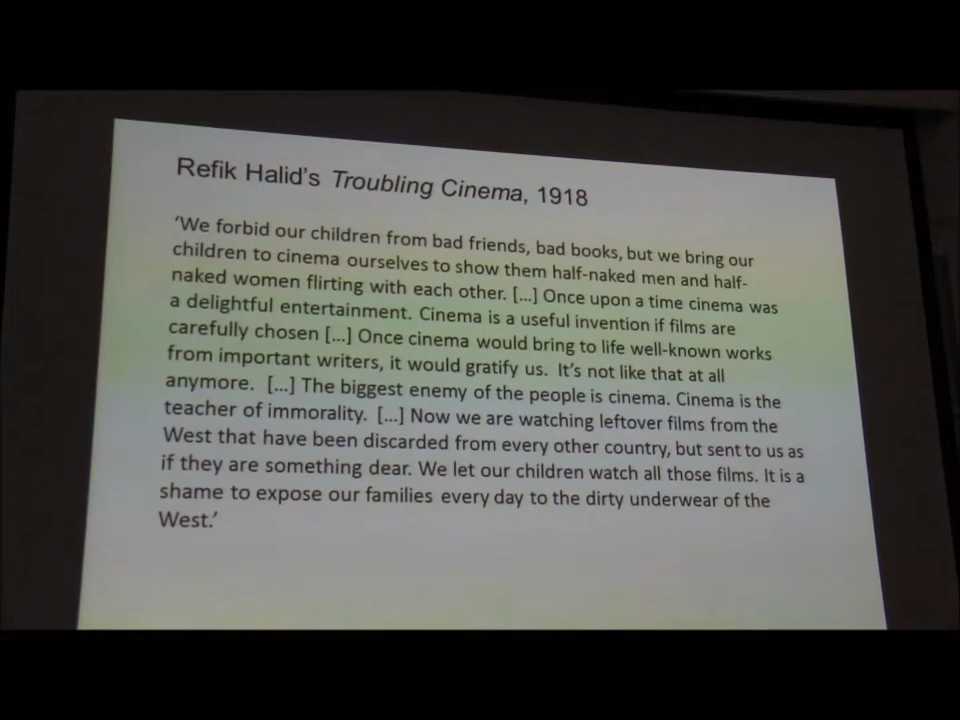 Refik Halid's Troubling Cinema, 1918
'We forbid our children from bad friends, bad books, but we bring our
children to cinema ourselves to show them half-naked men and half-
naked women flirting with each other. [...] Once upon a time cinema was
a delightful entertainment. Cinema is a useful invention if films are
carefully chosen [...] Once cinema would bring to life well-known works
from important writers, it would gratify us. It's not like that at all
anymore. [...] The biggest enemy of the people is cinema. Cinema is the
teacher of immorality. [...] Now we are watching leftover films from the
West that have been discarded from every other country, but sent to us as
if they are something dear. We let our children watch all those films. It is a
shame to expose our families every day to the dirty underwear of the
West.'